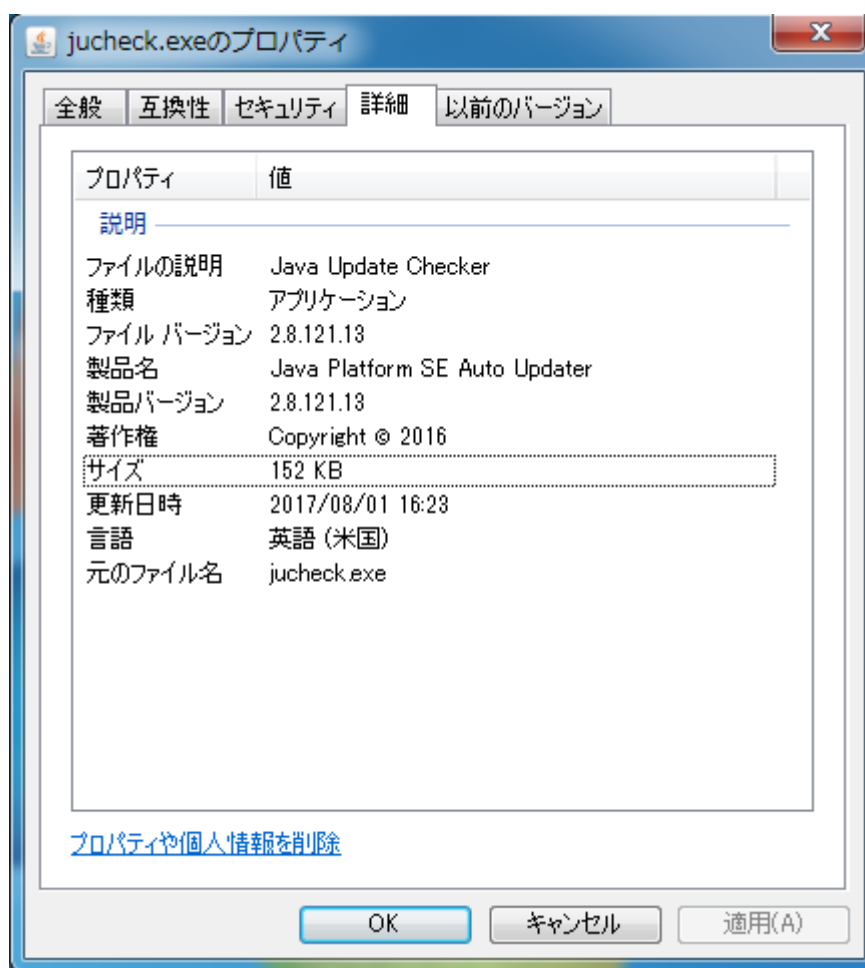 jucheck.exeのプロパティ
全般 互換性 セキュリティ 詳細 以前のバージョン
プロパティ 値
説明
ファイルの説明 Java Update Checker
種類 アプリケーション
ファイル バージョン 2.8.121.13
製品名 Java Platform SE Auto Updater
製品バージョン 2.8.121.13
著作権 Copyright © 2016
サイズ 152 KB
更新日時 2017/08/01 16:23
言語 英語 (米国)
元のファイル名 jucheck.exe
プロパティや個人情報を削除
OK キャンセル 適用(A)